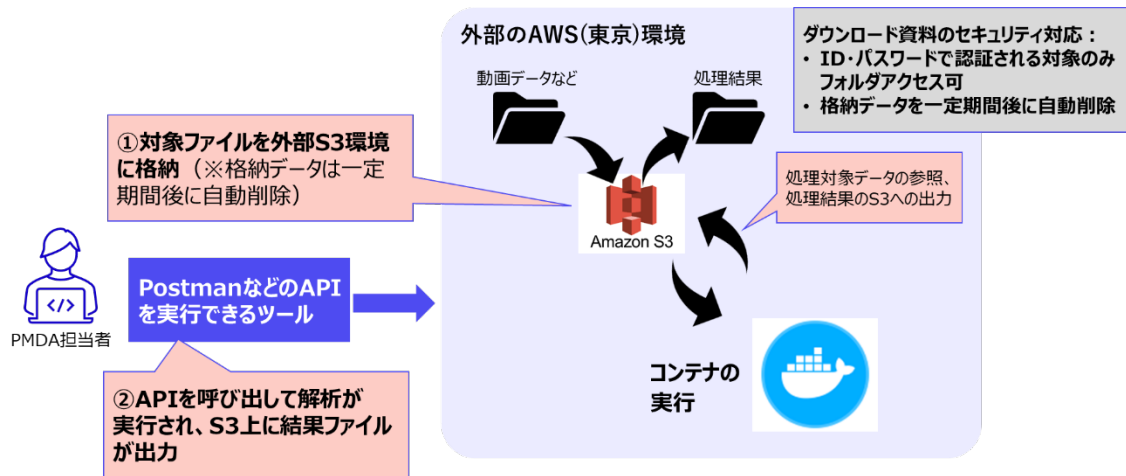 外部のAWS(東京)環境
動画データなど
処理結果
ダウンロード資料のセキュリティ対応：
• ID・パスワードで認証される対象のみ
フォルダアクセス可
• 格納データを一定期間後に自動削除
①対象ファイルを外部S3環境
に格納（※格納データは一定
期間後に自動削除）
処理対象データの参照、
処理結果のS3への出力
Amazon S3
PostmanなどのAPI
を実行できるツール
PMDA担当者
コンテナの
実行
②APIを呼び出して解析が
実行され、S3上に結果ファイル
が出力